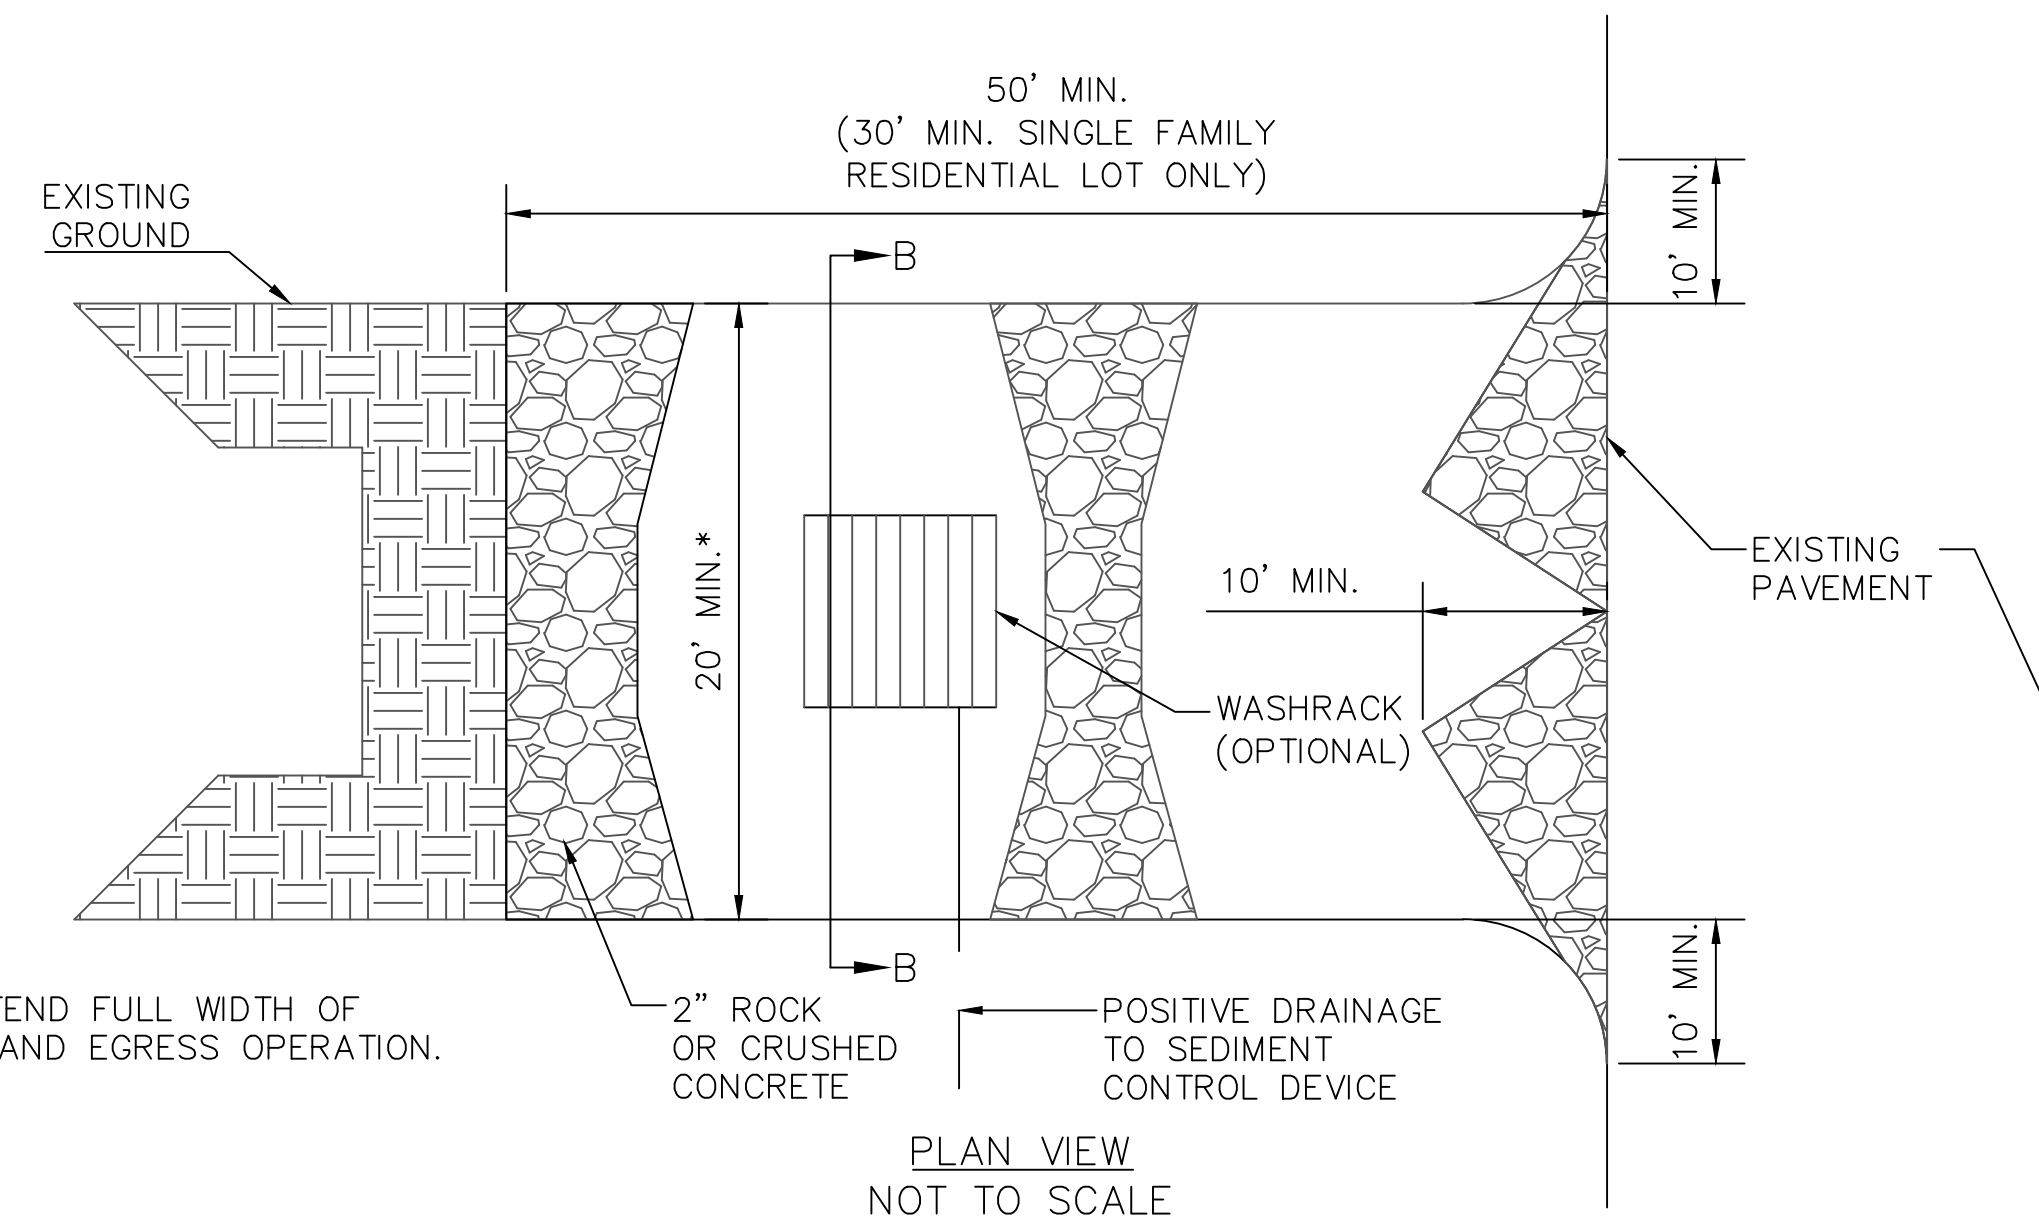 50' MIN.
(30' MIN. SINGLE FAMILY
RESIDENTIAL LOT ONLY)
EXISTING
GROUND
B
10' MIN.
20' MIN.*
10' MIN.
EXISTING
PAVEMENT
WASHRACK
(OPTIONAL)
B
10' MIN.
FULL WIDTH OF
AND EGRESS OPERATION.
2" ROCK
OR CRUSHED
CONCRETE
POSITIVE DRAINAGE
TO SEDIMENT
CONTROL DEVICE
PLAN VIEW
NOT TO SCALE